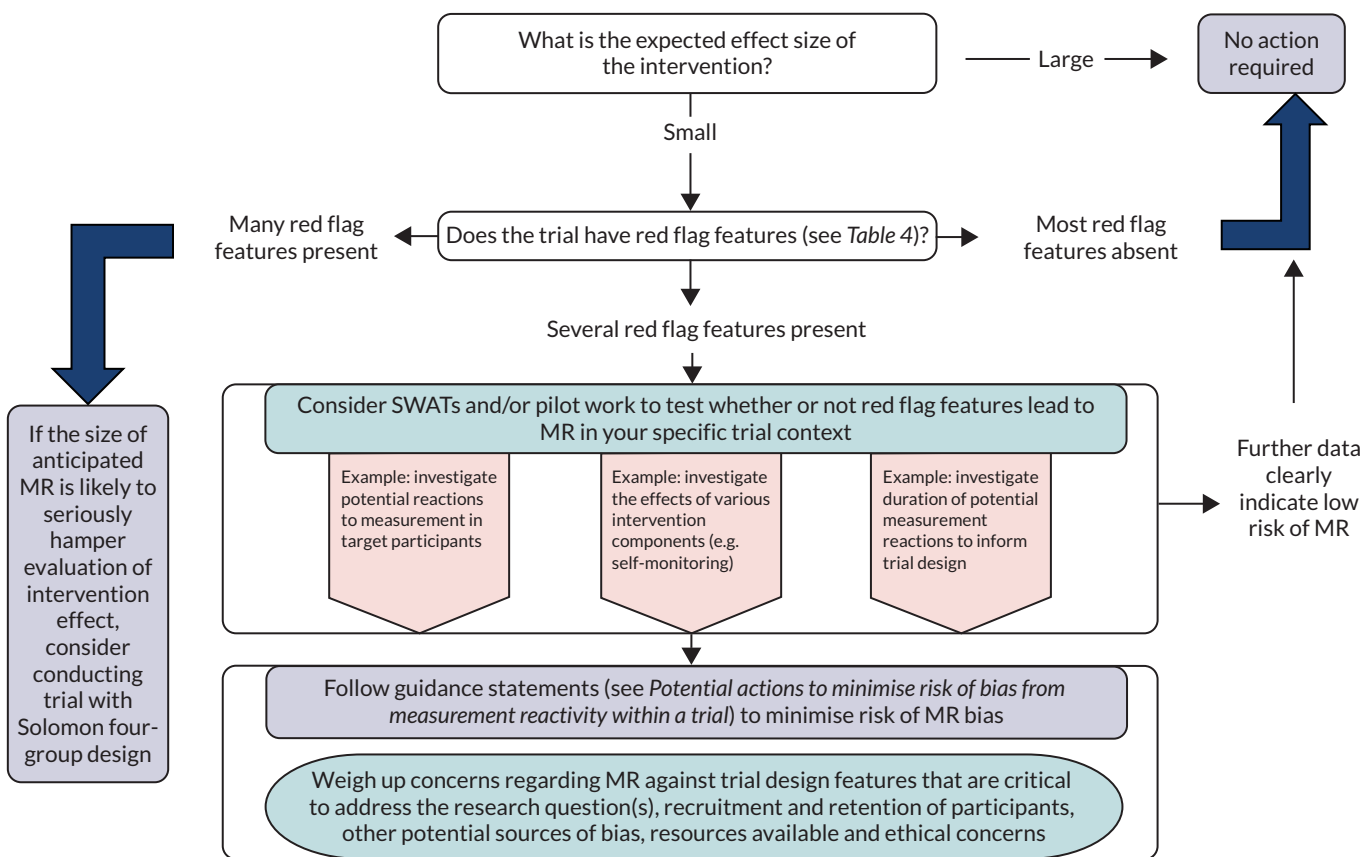 What is the expected effect size of
the intervention?
Large
No action
required
Small
Many red flag
features present
Does the trial have red flag features (see Table 4)?
Most red flag
features absent
Several red flag features present
If the size of
anticipated
MR is likely to
seriously
hamper
evaluation of
intervention
effect,
consider
conducting
trial with
Solomon four-
group design
Consider SWATs and/or pilot work to test whether or not red flag features lead to
MR in your specific trial context
Example: investigate
potential reactions
to measurement in
target participants
Example: investigate
the effects of various
intervention
components (e.g.
self-monitoring)
Example: investigate
duration of potential
measurement
reactions to inform
trial design
Further data
clearly
indicate low
risk of MR
Follow guidance statements (see Potential actions to minimise risk of bias from
measurement reactivity within a trial) to minimise risk of MR bias
Weigh up concerns regarding MR against trial design features that are critical
to address the research question(s), recruitment and retention of participants,
other potential sources of bias, resources available and ethical concerns